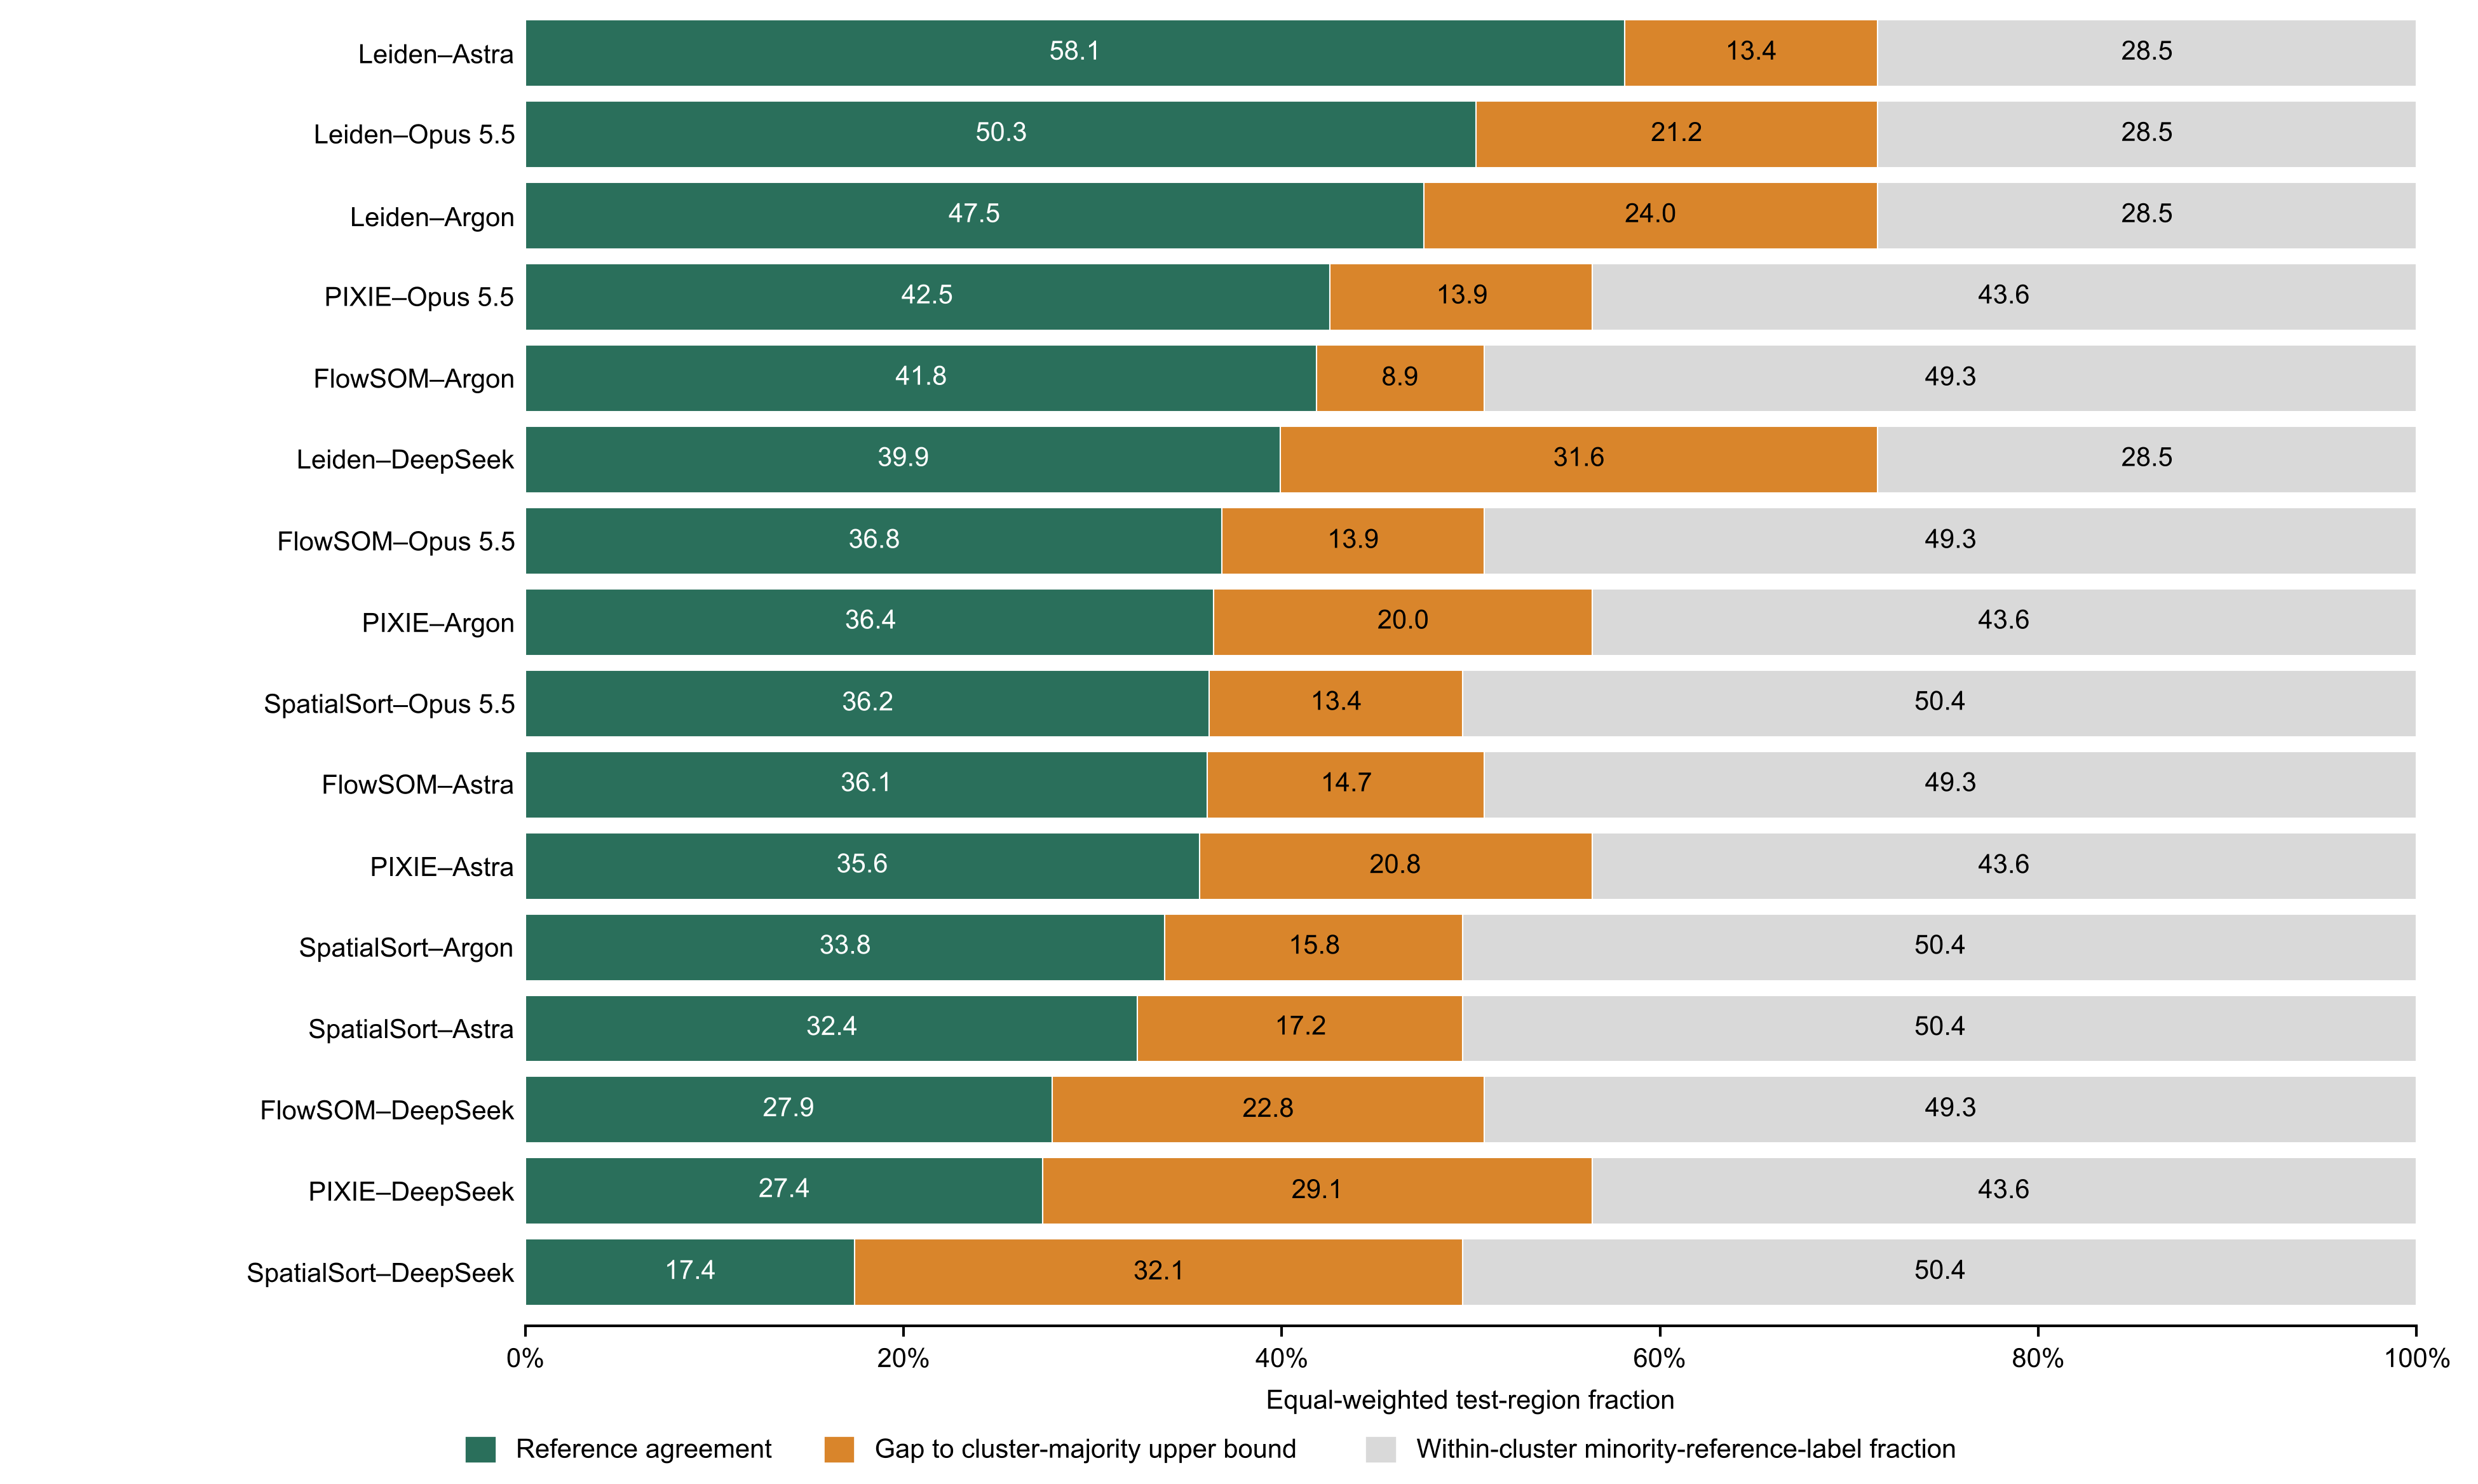 Leiden–Astra 58.1 13.4 28.5
Leiden–Opus 5.5 50.3 21.2 28.5
Leiden–Argon 47.5 24.0 28.5
PIXIE–Opus 5.5 42.5 13.9 43.6
FlowSOM–Argon 41.8 8.9 49.3
Leiden–DeepSeek 39.9 31.6 28.5
FlowSOM–Opus 5.5 36.8 13.9 49.3
PIXIE–Argon 36.4 20.0 43.6
SpatialSort–Opus 5.5 36.2 13.4 50.4
FlowSOM–Astra 36.1 14.7 49.3
PIXIE–Astra 35.6 20.8 43.6
SpatialSort–Argon 33.8 15.8 50.4
SpatialSort–Astra 32.4 17.2 50.4
FlowSOM–DeepSeek 27.9 22.8 49.3
PIXIE–DeepSeek 27.4 29.1 43.6
SpatialSort–DeepSeek 17.4 32.1 50.4
0% 20% 40% 60% 80% 100%
Equal-weighted test-region fraction
Reference agreement Gap to cluster-majority upper bound Within-cluster minority-reference-label fraction